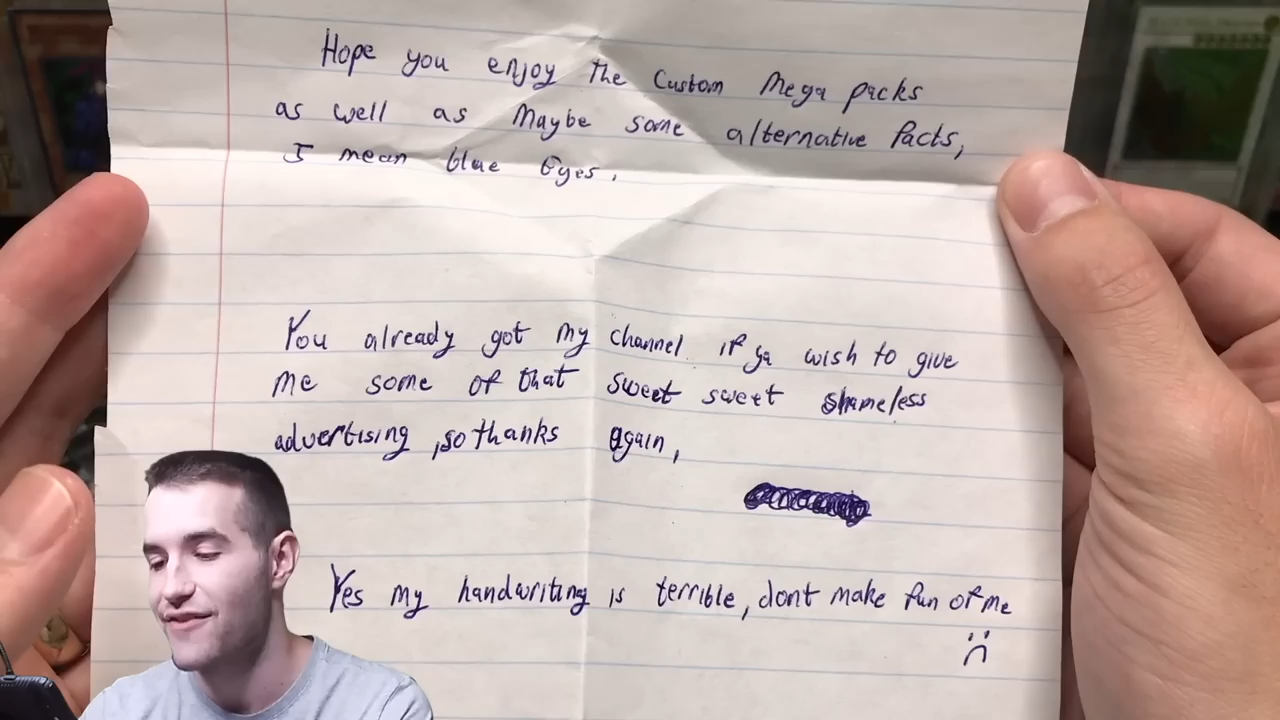 Hope you enjoy the Custom Mega packs
as well as Maybe some alternative facts,
I mean blue Eyes.
You already got my channel if ya wish to give
me some of that sweet sweet shameless
advertising, so thanks again,
Yes my handwriting is terrible, dont make fun of me
:(